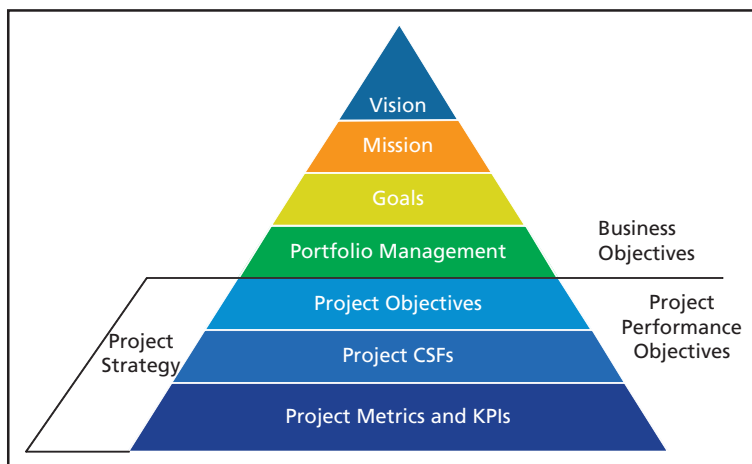 Vision
Mission
Goals
Portfolio Management
Business
Objectives
Project Objectives
Project
Performance
Objectives
Project
Strategy
Project CSFs
Project Metrics and KPIs